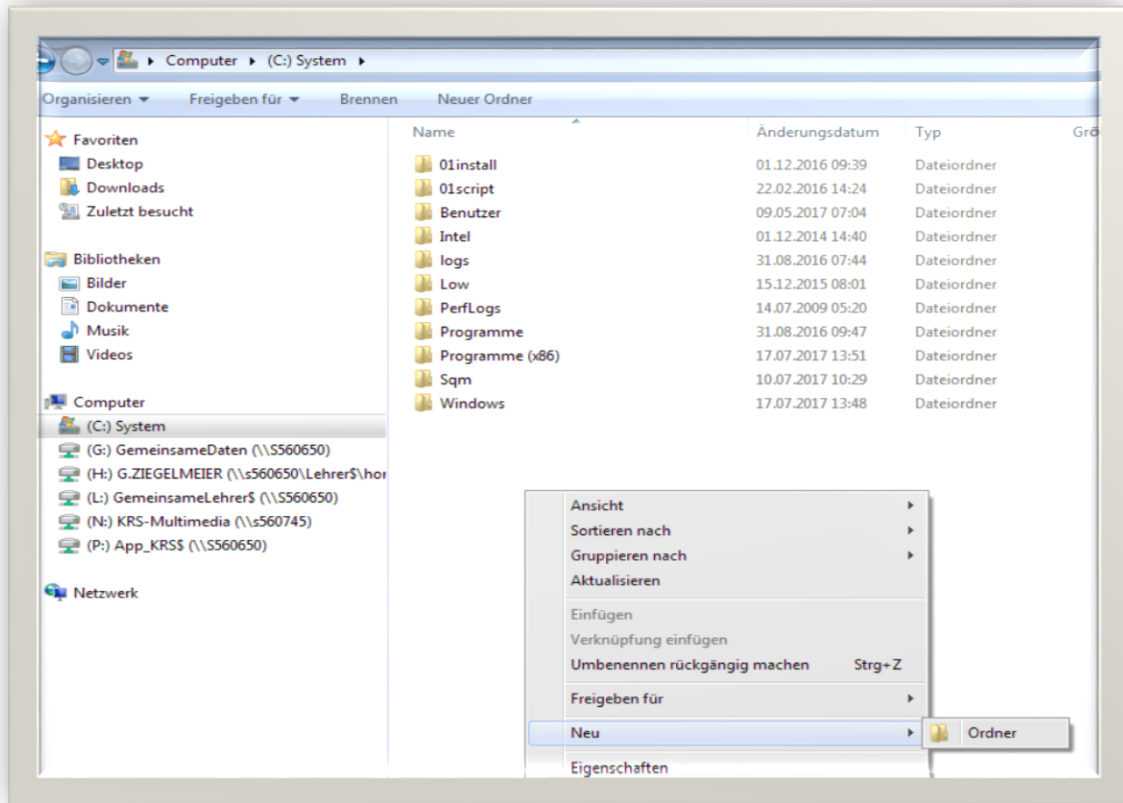 Computer ▸ (C:) System ▸
Organisieren Freigeben für Brennen Neuer Ordner
Favoriten
Desktop
Downloads
Zuletzt besucht
Bibliotheken
Bilder
Dokumente
Musik
Videos
Computer
(C:) System
(G:) GemeinsameDaten (\\S560650)
(H:) G.ZIEGELMEIER (\\s560650\Lehrer$\hor
(L:) GemeinsameLehrer$ (\\S560650)
(N:) KRS-Multimedia (\\s560745)
(P:) App_KRS$ (\\S560650)
Netzwerk
Name Änderungsdatum Typ Grö
01install 01.12.2016 09:39 Dateiordner
01script 22.02.2016 14:24 Dateiordner
Benutzer 09.05.2017 07:04 Dateiordner
Intel 01.12.2014 14:40 Dateiordner
logs 31.08.2016 07:44 Dateiordner
Low 15.12.2015 08:01 Dateiordner
PerfLogs 14.07.2009 05:20 Dateiordner
Programme 31.08.2016 09:47 Dateiordner
Programme (x86) 17.07.2017 13:51 Dateiordner
Sqm 10.07.2017 10:29 Dateiordner
Windows 17.07.2017 13:48 Dateiordner
Ansicht
Sortieren nach
Gruppieren nach
Aktualisieren
Einfügen
Verknüpfung einfügen
Umbenennen rückgängig machen Strg+Z
Freigeben für
Neu
Ordner
Eigenschaften